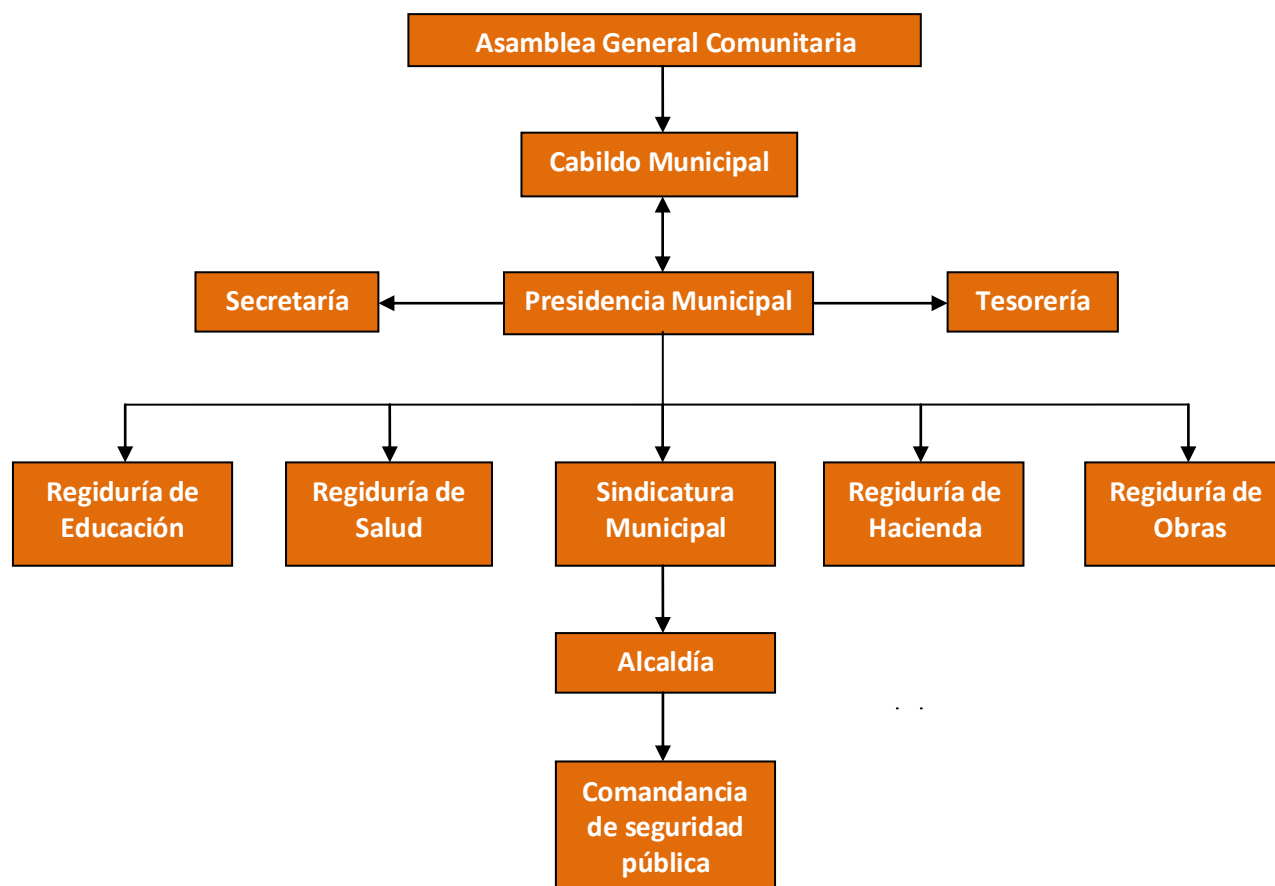 Asamblea General Comunitaria
Cabildo Municipal
Secretaría
Presidencia Municipal
Tesorería
Regiduría de
Educación
Regiduría de
Salud
Sindicatura
Municipal
Regiduría de
Hacienda
Regiduría de
Obras
Alcaldía
Comandancia
de seguridad
pública